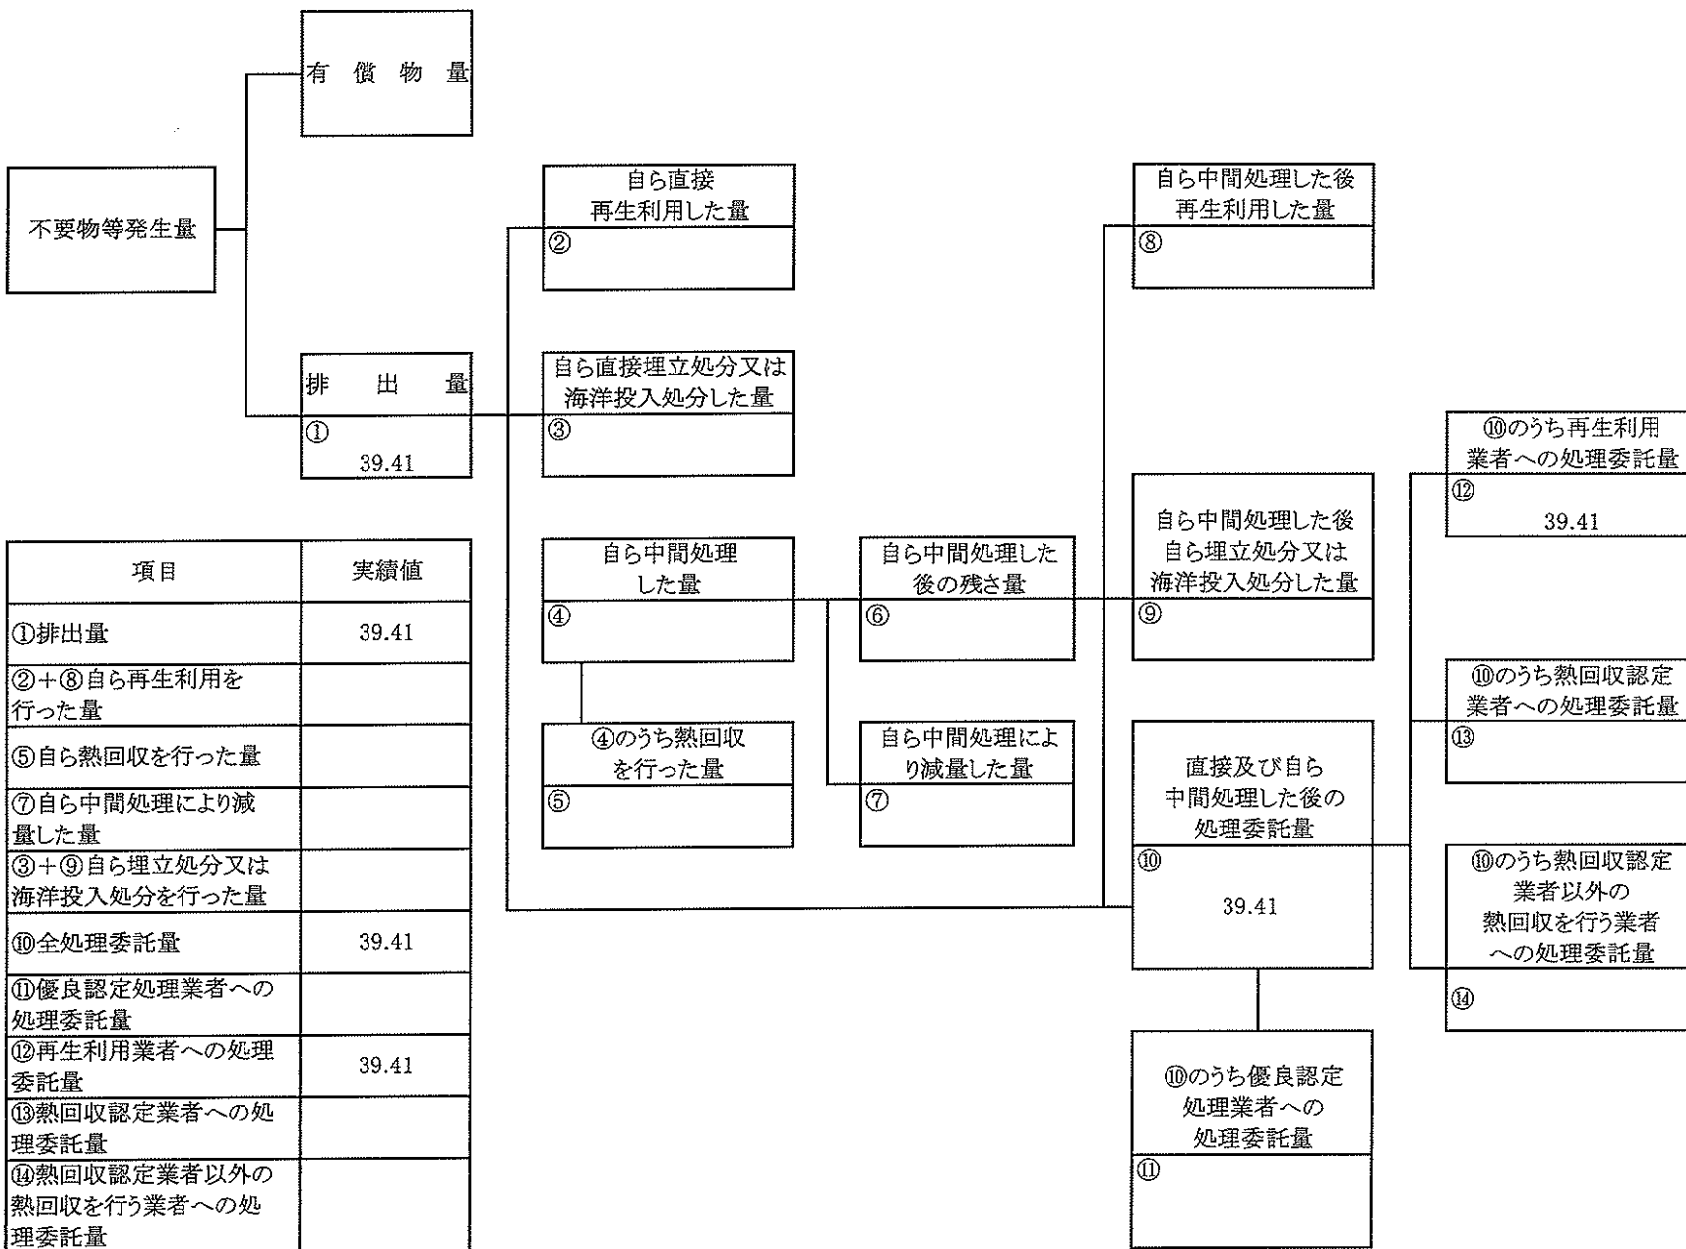 有償物量
不要物等発生量
排出量
①
39.41
自ら直接
再生利用した量
②
自ら直接埋立処分又は
海洋投入処分した量
③
自ら中間処理
した量
④
④のうち熱回収
を行った量
⑤
自ら中間処理した
後の残さ量
⑥
自ら中間処理によ
り減量した量
⑦
自ら中間処理した後
再生利用した量
⑧
自ら中間処理した後
自ら埋立処分又は
海洋投入処分した量
⑨
直接及び自ら
中間処理した後の
処理委託量
⑩
39.41
⑩のうち優良認定
処理業者への
処理委託量
⑪
⑩のうち再生利用
業者への処理委託量
⑫
39.41
⑩のうち熱回収認定
業者への処理委託量
⑬
⑩のうち熱回収認定
業者以外の
熱回収を行う業者
への処理委託量
⑭
項目 実績値
①排出量 39.41
②+⑧自ら再生利用を
行った量
⑤自ら熱回収を行った量
⑦自ら中間処理により減
量した量
③+⑨自ら埋立処分又は
海洋投入処分を行った量
⑩全処理委託量 39.41
⑪優良認定処理業者への
処理委託量
⑫再生利用業者への処理
委託量 39.41
⑬熱回収認定業者への処
理委託量
⑭熱回収認定業者以外の
熱回収を行う業者への処
理委託量